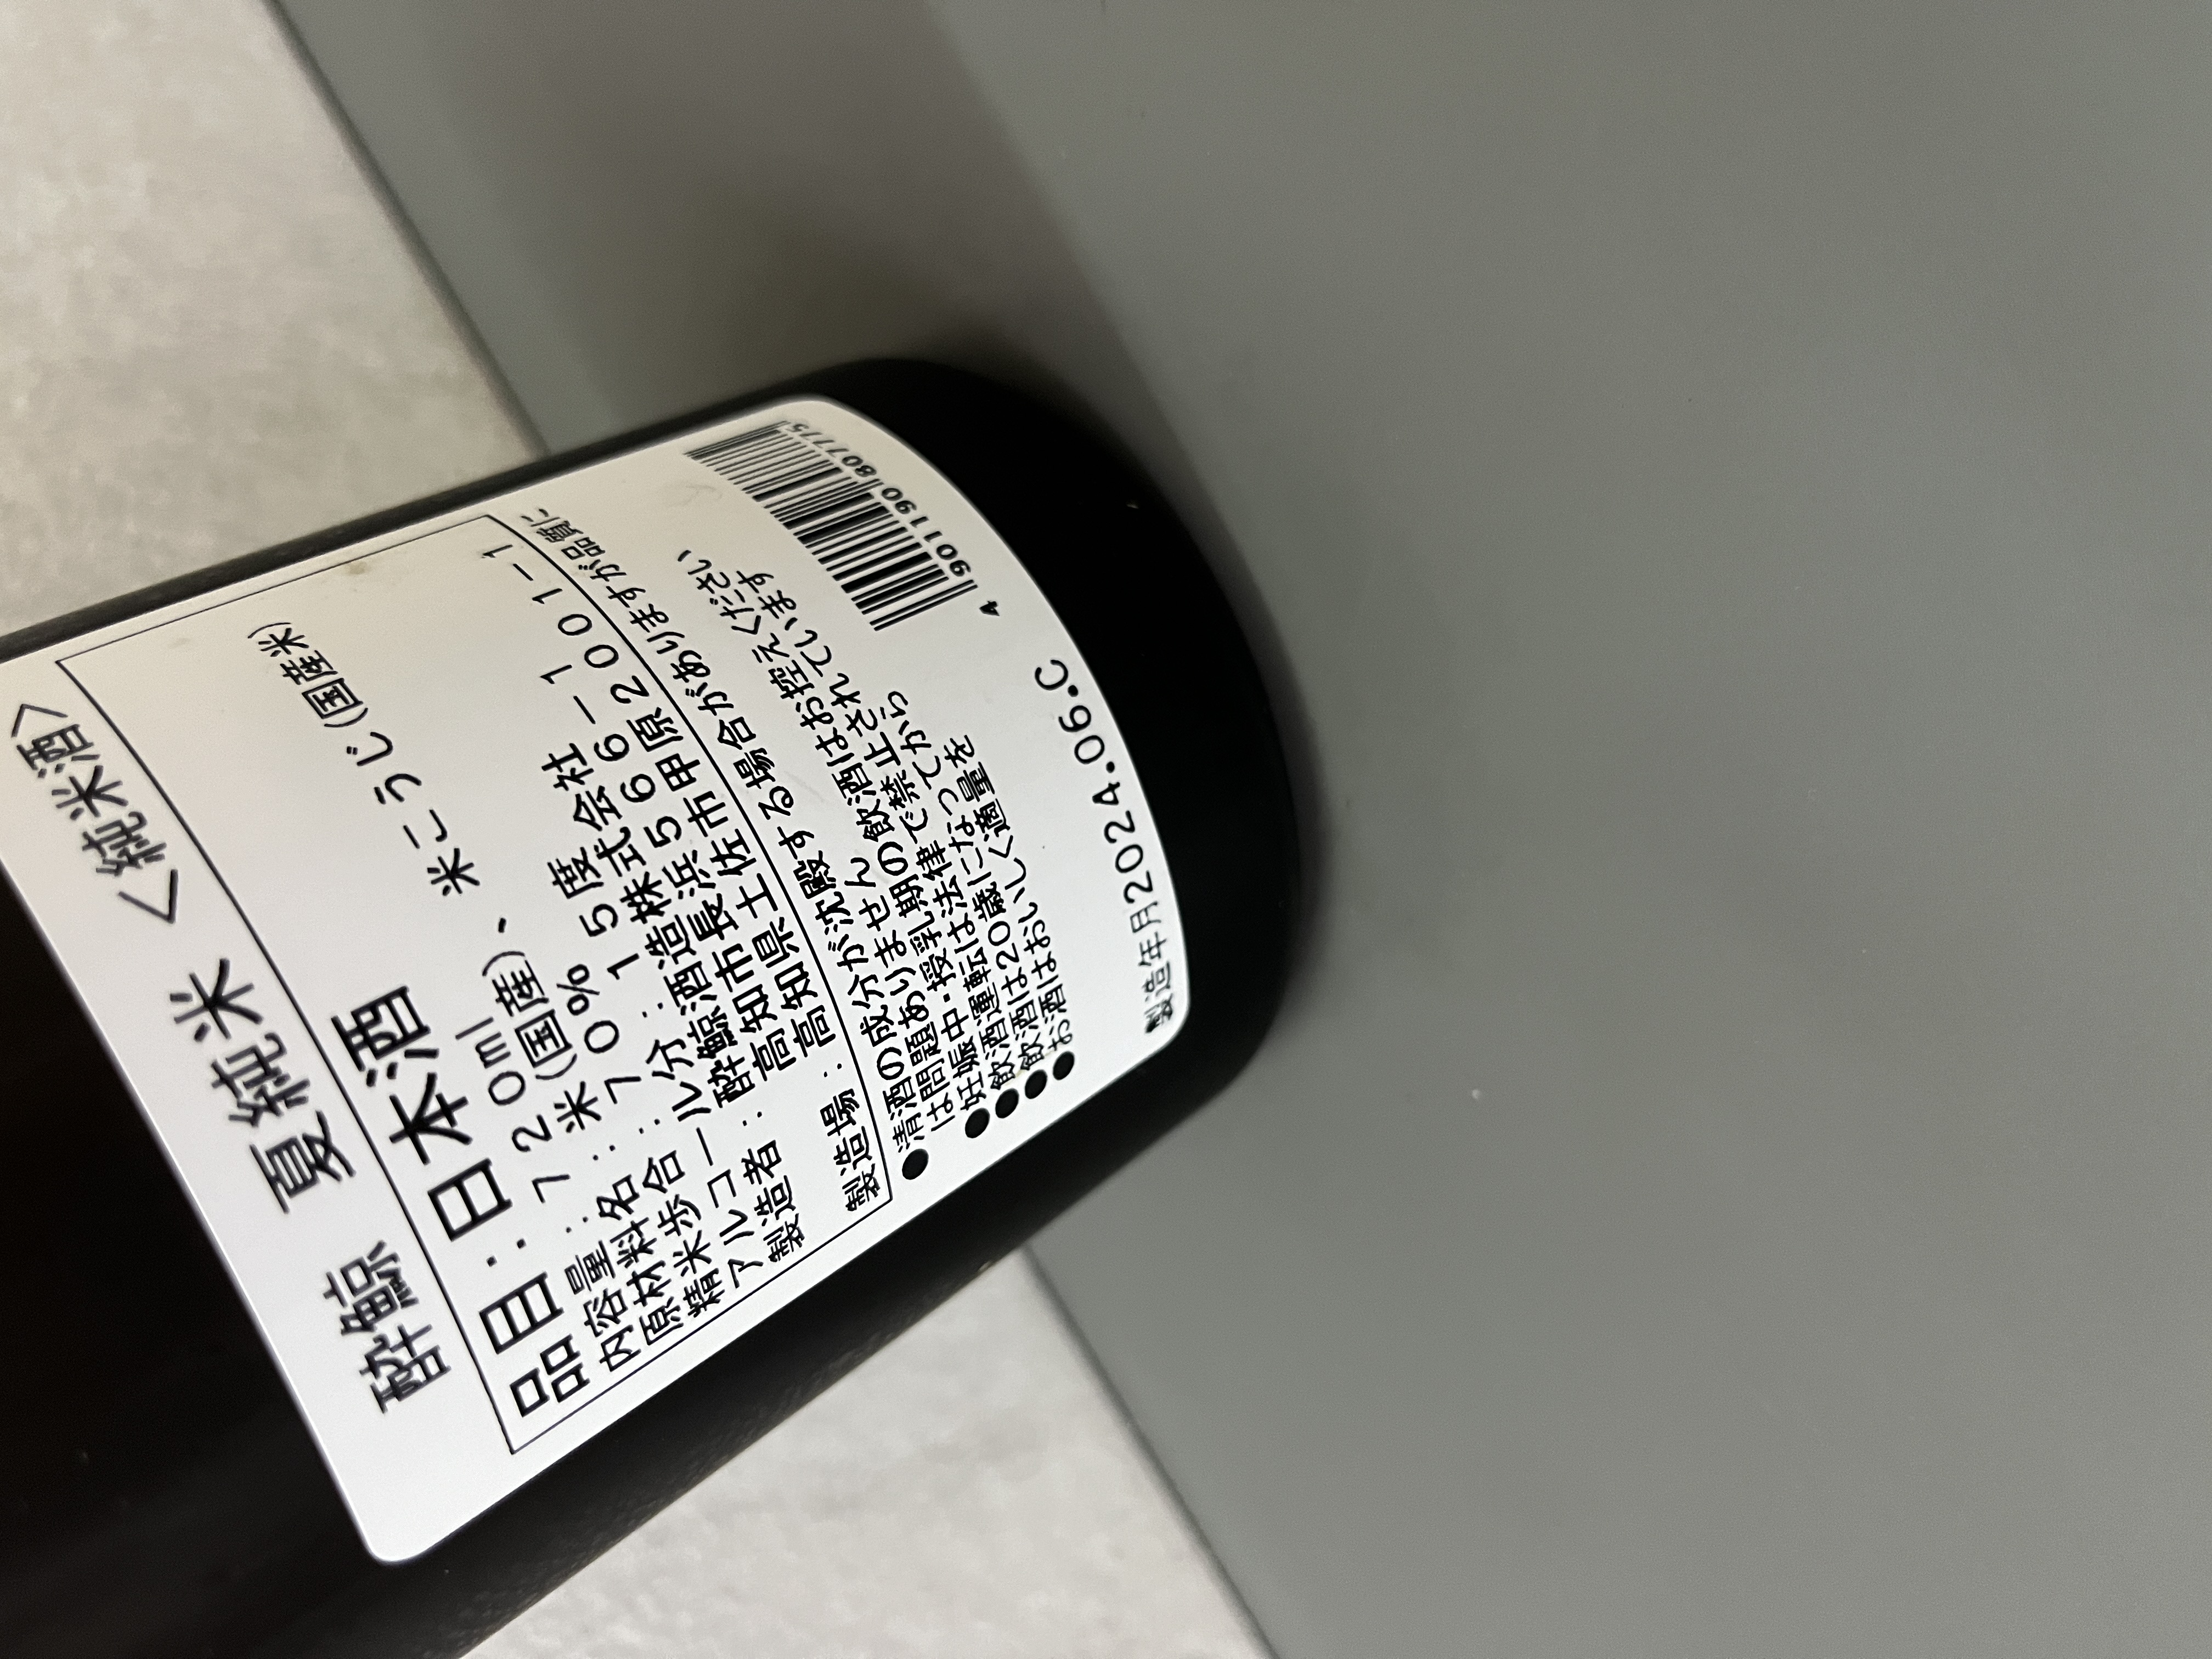 酔鯨 夏純米 <純米酒>
品目:日本酒
内容量:720ml
原材料名:米(国産)、米こうじ(国産米)
精米歩合:70%
アルコール分:15度
製造者:酔鯨酒造株式会社
高知市長浜566-1
製造場:高知県土佐市甲原2001-1
●清酒の成分が沈殿する場合がありますが品質に
は問題ありません
●妊娠中・授乳期の飲酒はお控えください
●飲酒運転は法律で禁止されています
●飲酒は20歳になってから
●お酒はおいしく適量を
4 901190 807115
製造年月2024.06.C